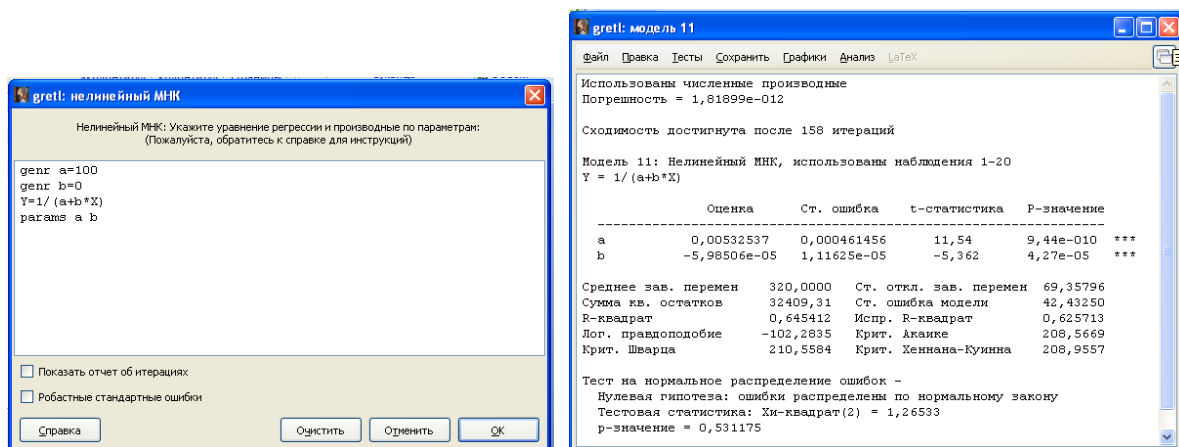 gretl: нелинейный МНК
Нелинейный МНК: Укажите уравнение регрессии и производные по параметрам:
(Пожалуйста, обратитесь к справке для инструкций)
genr a=100
genr b=0
Y=1/(a+b*X)
params a b
Показать отчет об итерациях
Робастные стандартные ошибки
Справка Очистить Отменить OK
gretl: модель 11
Файл Правка Тесты Сохранить Графики Анализ LaTeX
Использованы численные производные
Погрешность = 1,81899e-012
Сходимость достигнута после 158 итераций
Модель 11: Нелинейный МНК, использованы наблюдения 1-20
Y = 1/(a+b*X)
Оценка Ст. ошибка t-статистика P-значение
a 0,00532537 0,000461456 11,54 9,44e-010 ***
b -5,98506e-05 1,11625e-05 -5,362 4,27e-05 ***
Среднее зав. перемен 320,0000 Ст. откл. зав. перемен 69,35796
Сумма кв. остатков 32409,31 Ст. ошибка модели 42,43250
R-квадрат 0,645412 Испр. R-квадрат 0,625713
Лог. правдоподобие -102,2835 Крит. Акаике 208,5669
Крит. Шварца 210,5584 Крит. Хеннана-Куинна 208,9557
Тест на нормальное распределение ошибок -
Нулевая гипотеза: ошибки распределены по нормальному закону
Тестовая статистика: Хи-квадрат(2) = 1,26533
p-значение = 0,531175